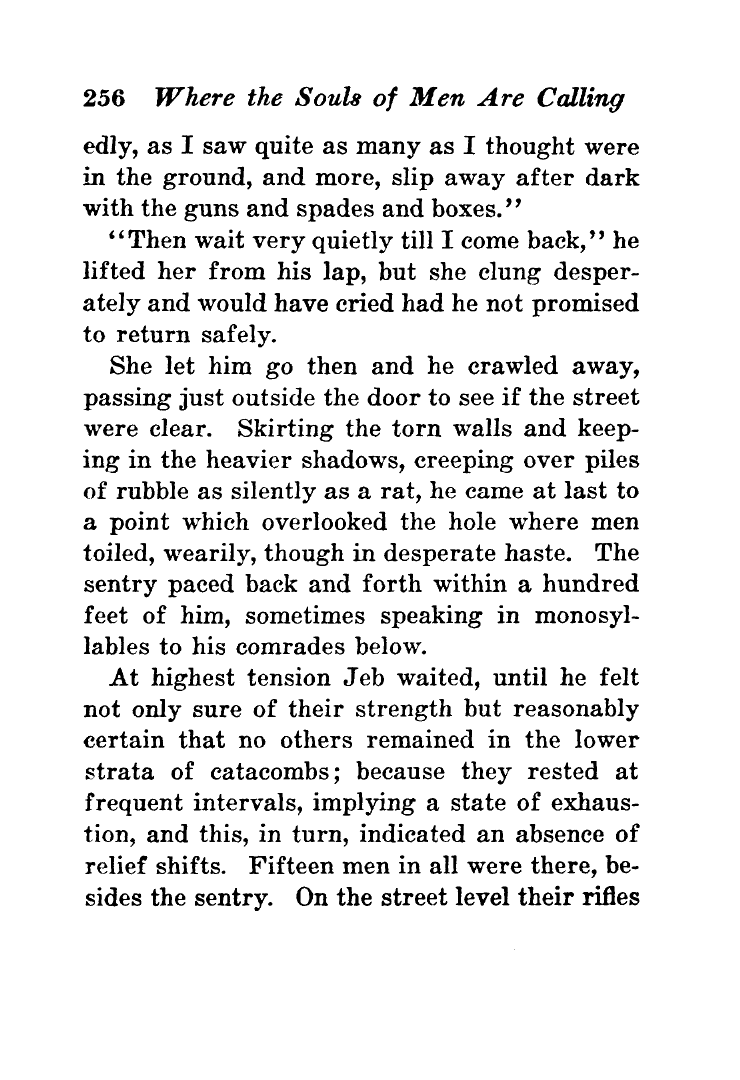 256 Where the Souls of Men Are Calling
edly, as I saw quite as many as I thought were
in the ground, and more, slip away after dark
with the guns and spades and boxes.”
“Then wait very quietly till I come back,” he
lifted her from his lap, but she clung desper-
ately and would have cried had he not promised
to return safely.
She let him go then and he crawled away,
passing just outside the door to see if the street
were clear. Skirting the torn walls and keep-
ing in the heavier shadows, creeping over piles
of rubble as silently as a rat, he came at last to
a point which overlooked the hole where men
toiled, wearily, though in desperate haste. The
sentry paced back and forth within a hundred
feet of him, sometimes speaking in monosyl-
lables to his comrades below.
At highest tension Jeb waited, until he felt
not only sure of their strength but reasonably
certain that no others remained in the lower
strata of catacombs; because they rested at
frequent intervals, implying a state of exhaus-
tion, and this, in turn, indicated an absence of
relief shifts. Fifteen men in all were there, be-
sides the sentry. On the street level their rifles